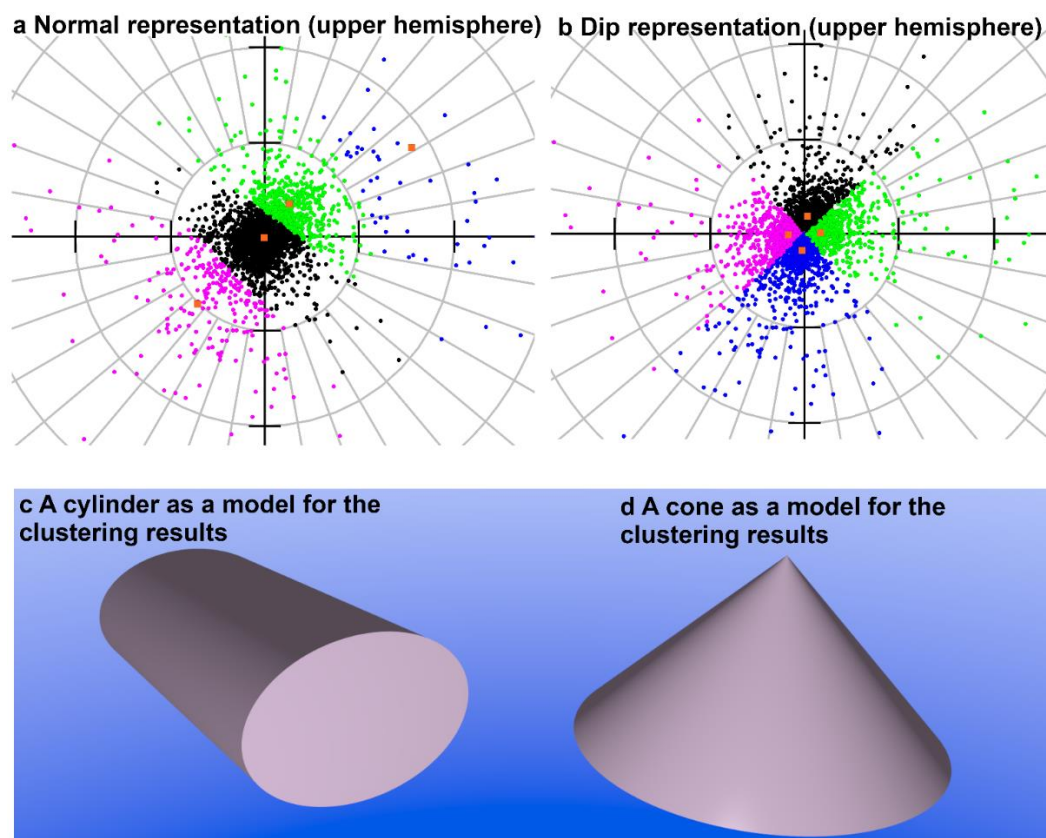 a Normal representation (upper hemisphere)
b Dip representation (upper hemisphere)
c A cylinder as a model for the
clustering results
d A cone as a model for the
clustering results